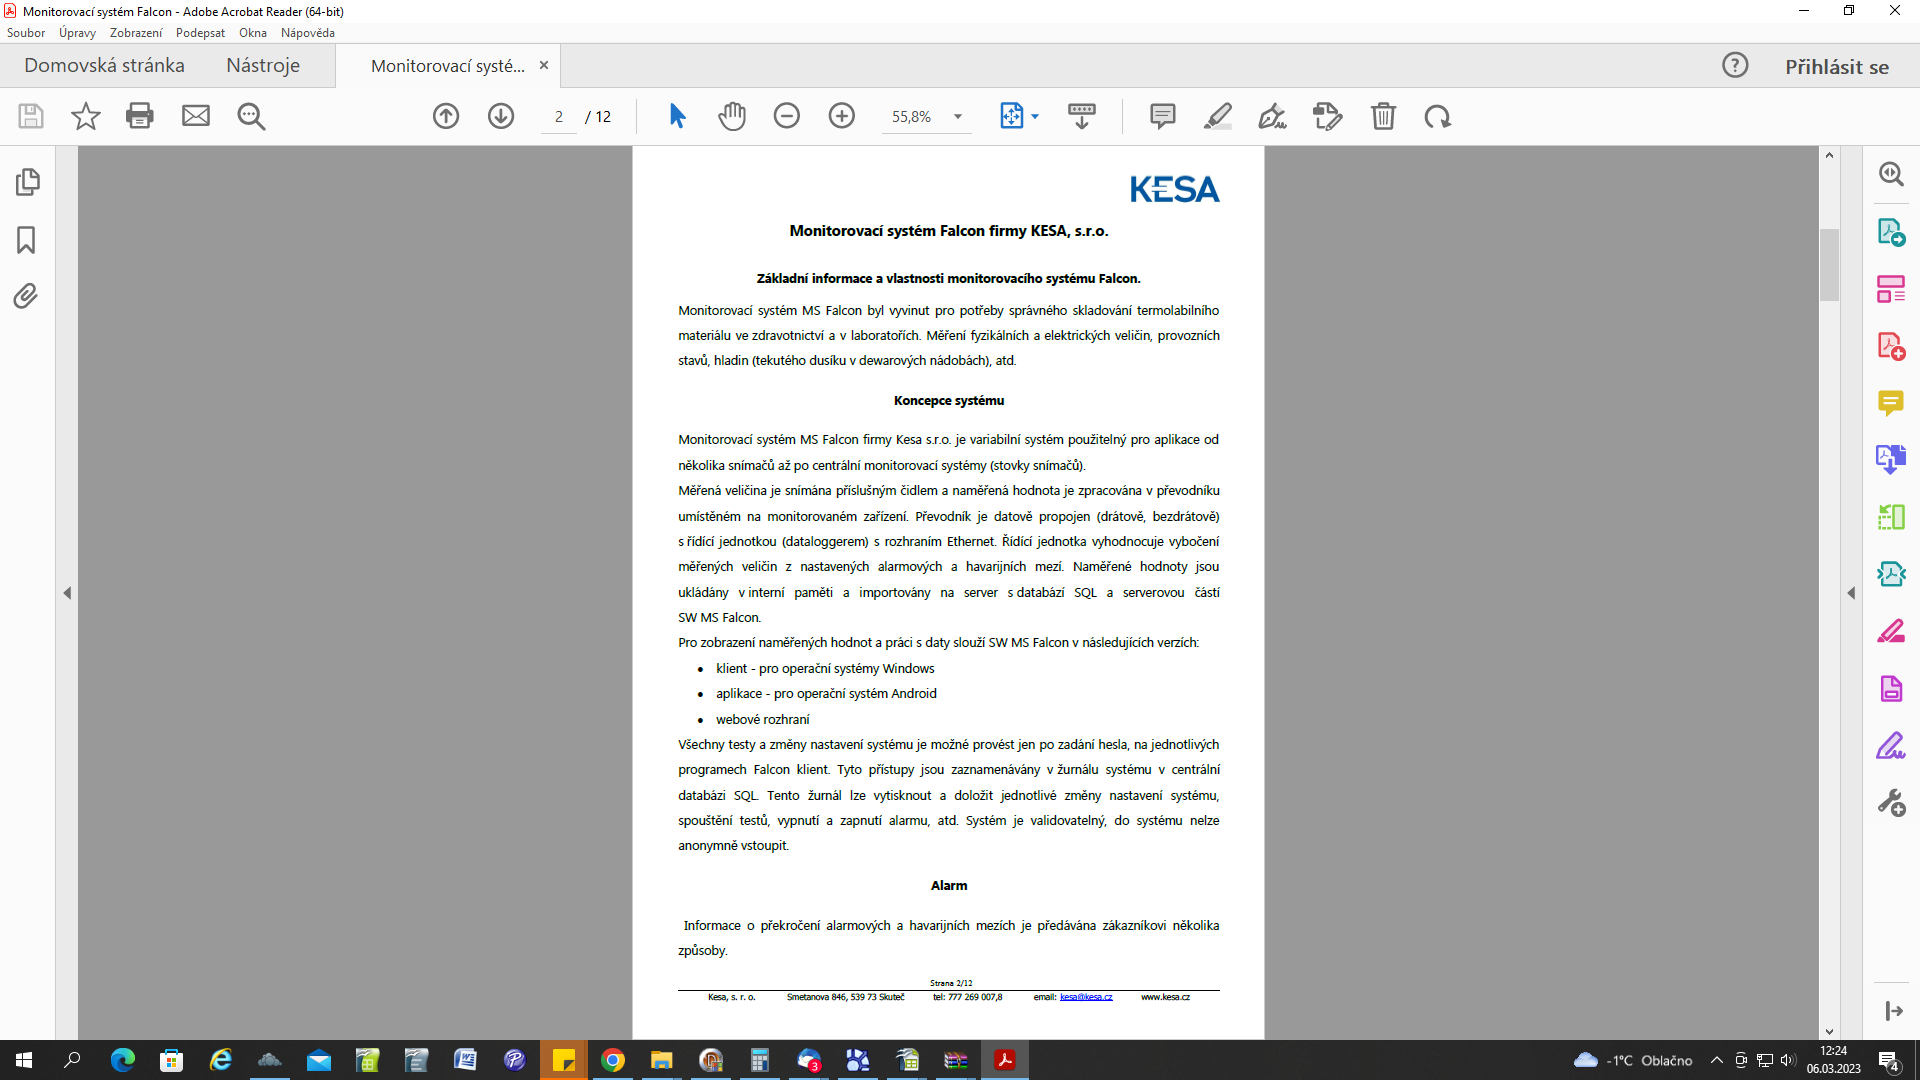 Monitorovací systém Falcon - Adobe Acrobat Reader (64-bit)
Soubor Úpravy Zobrazení Podepsat Okna Nápověda
Domovská stránka Nástroje Monitorovací systé... × ? Přihlásit se
2 / 12 55,8%
KESA
Monitorovací systém Falcon firmy KESA, s.r.o.
Základní informace a vlastnosti monitorovacího systému Falcon.
Monitorovací systém MS Falcon byl vyvinut pro potřeby správného skladování termolabilního
materiálu ve zdravotnictví a v laboratořích. Měření fyzikálních a elektrických veličin, provozních
stavů, hladin (tekutého dusíku v dewarových nádobách), atd.
Koncepce systému
Monitorovací systém MS Falcon firmy Kesa s.r.o. je variabilní systém použitelný pro aplikace od
několika snímačů až po centrální monitorovací systémy (stovky snímačů).
Měřená veličina je snímána příslušným čidlem a naměřená hodnota je zpracována v převodníku
umístěném na monitorovaném zařízení. Převodník je datově propojen (drátově, bezdrátově)
s řídící jednotkou (dataloggerem) s rozhraním Ethernet. Řídící jednotka vyhodnocuje vybočení
měřených veličin z nastavených alarmových a havarijních mezí. Naměřené hodnoty jsou
ukládány v interní paměti a importovány na server s databází SQL a serverovou částí
SW MS Falcon.
Pro zobrazení naměřených hodnot a práci s daty slouží SW MS Falcon v následujících verzích:
• klient - pro operační systémy Windows
• aplikace - pro operační systém Android
• webové rozhraní
Všechny testy a změny nastavení systému je možné provést jen po zadání hesla, na jednotlivých
programech Falcon klient. Tyto přístupy jsou zaznamenávány v žurnálu systému v centrální
databázi SQL. Tento žurnál lze vytisknout a doložit jednotlivé změny nastavení systému,
spouštění testů, vypnutí a zapnutí alarmu, atd. Systém je validovatelný, do systému nelze
anonymně vstoupit.
Alarm
Informace o překročení alarmových a havarijních mezích je předávána zákazníkovi několika
způsoby.
Strana 2/12
Kesa, s. r. o. Smetanova 846, 539 73 Skuteč tel: 777 269 007,8 email: kesa@kesa.cz www.kesa.cz
3 -1°C Oblačno 12:24
06.03.2023 4